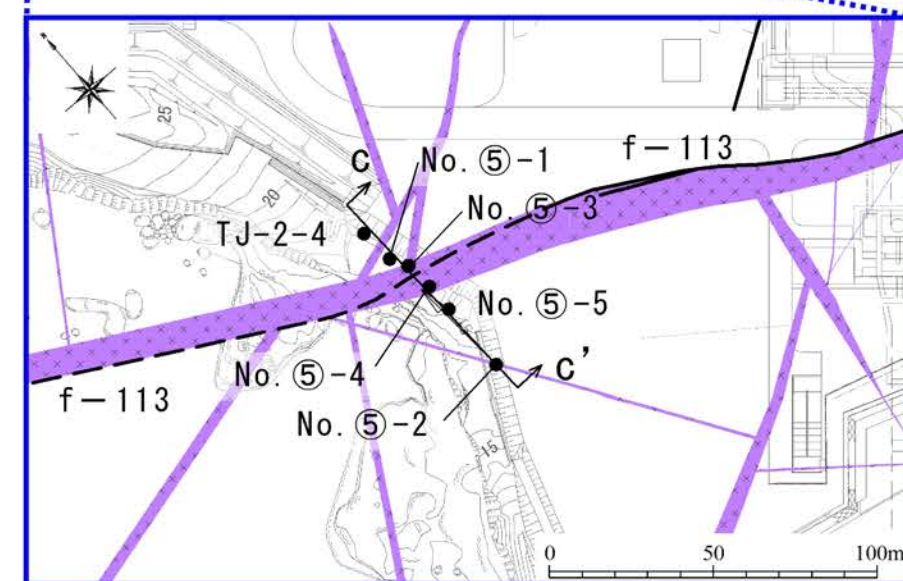 25
20
C
No. ⑤-1
f-113
No. ⑤-3
TJ-2-4
No. ⑤-5
No. ⑤-4
C'
f-113
No. ⑤-2
15
0 50 100m